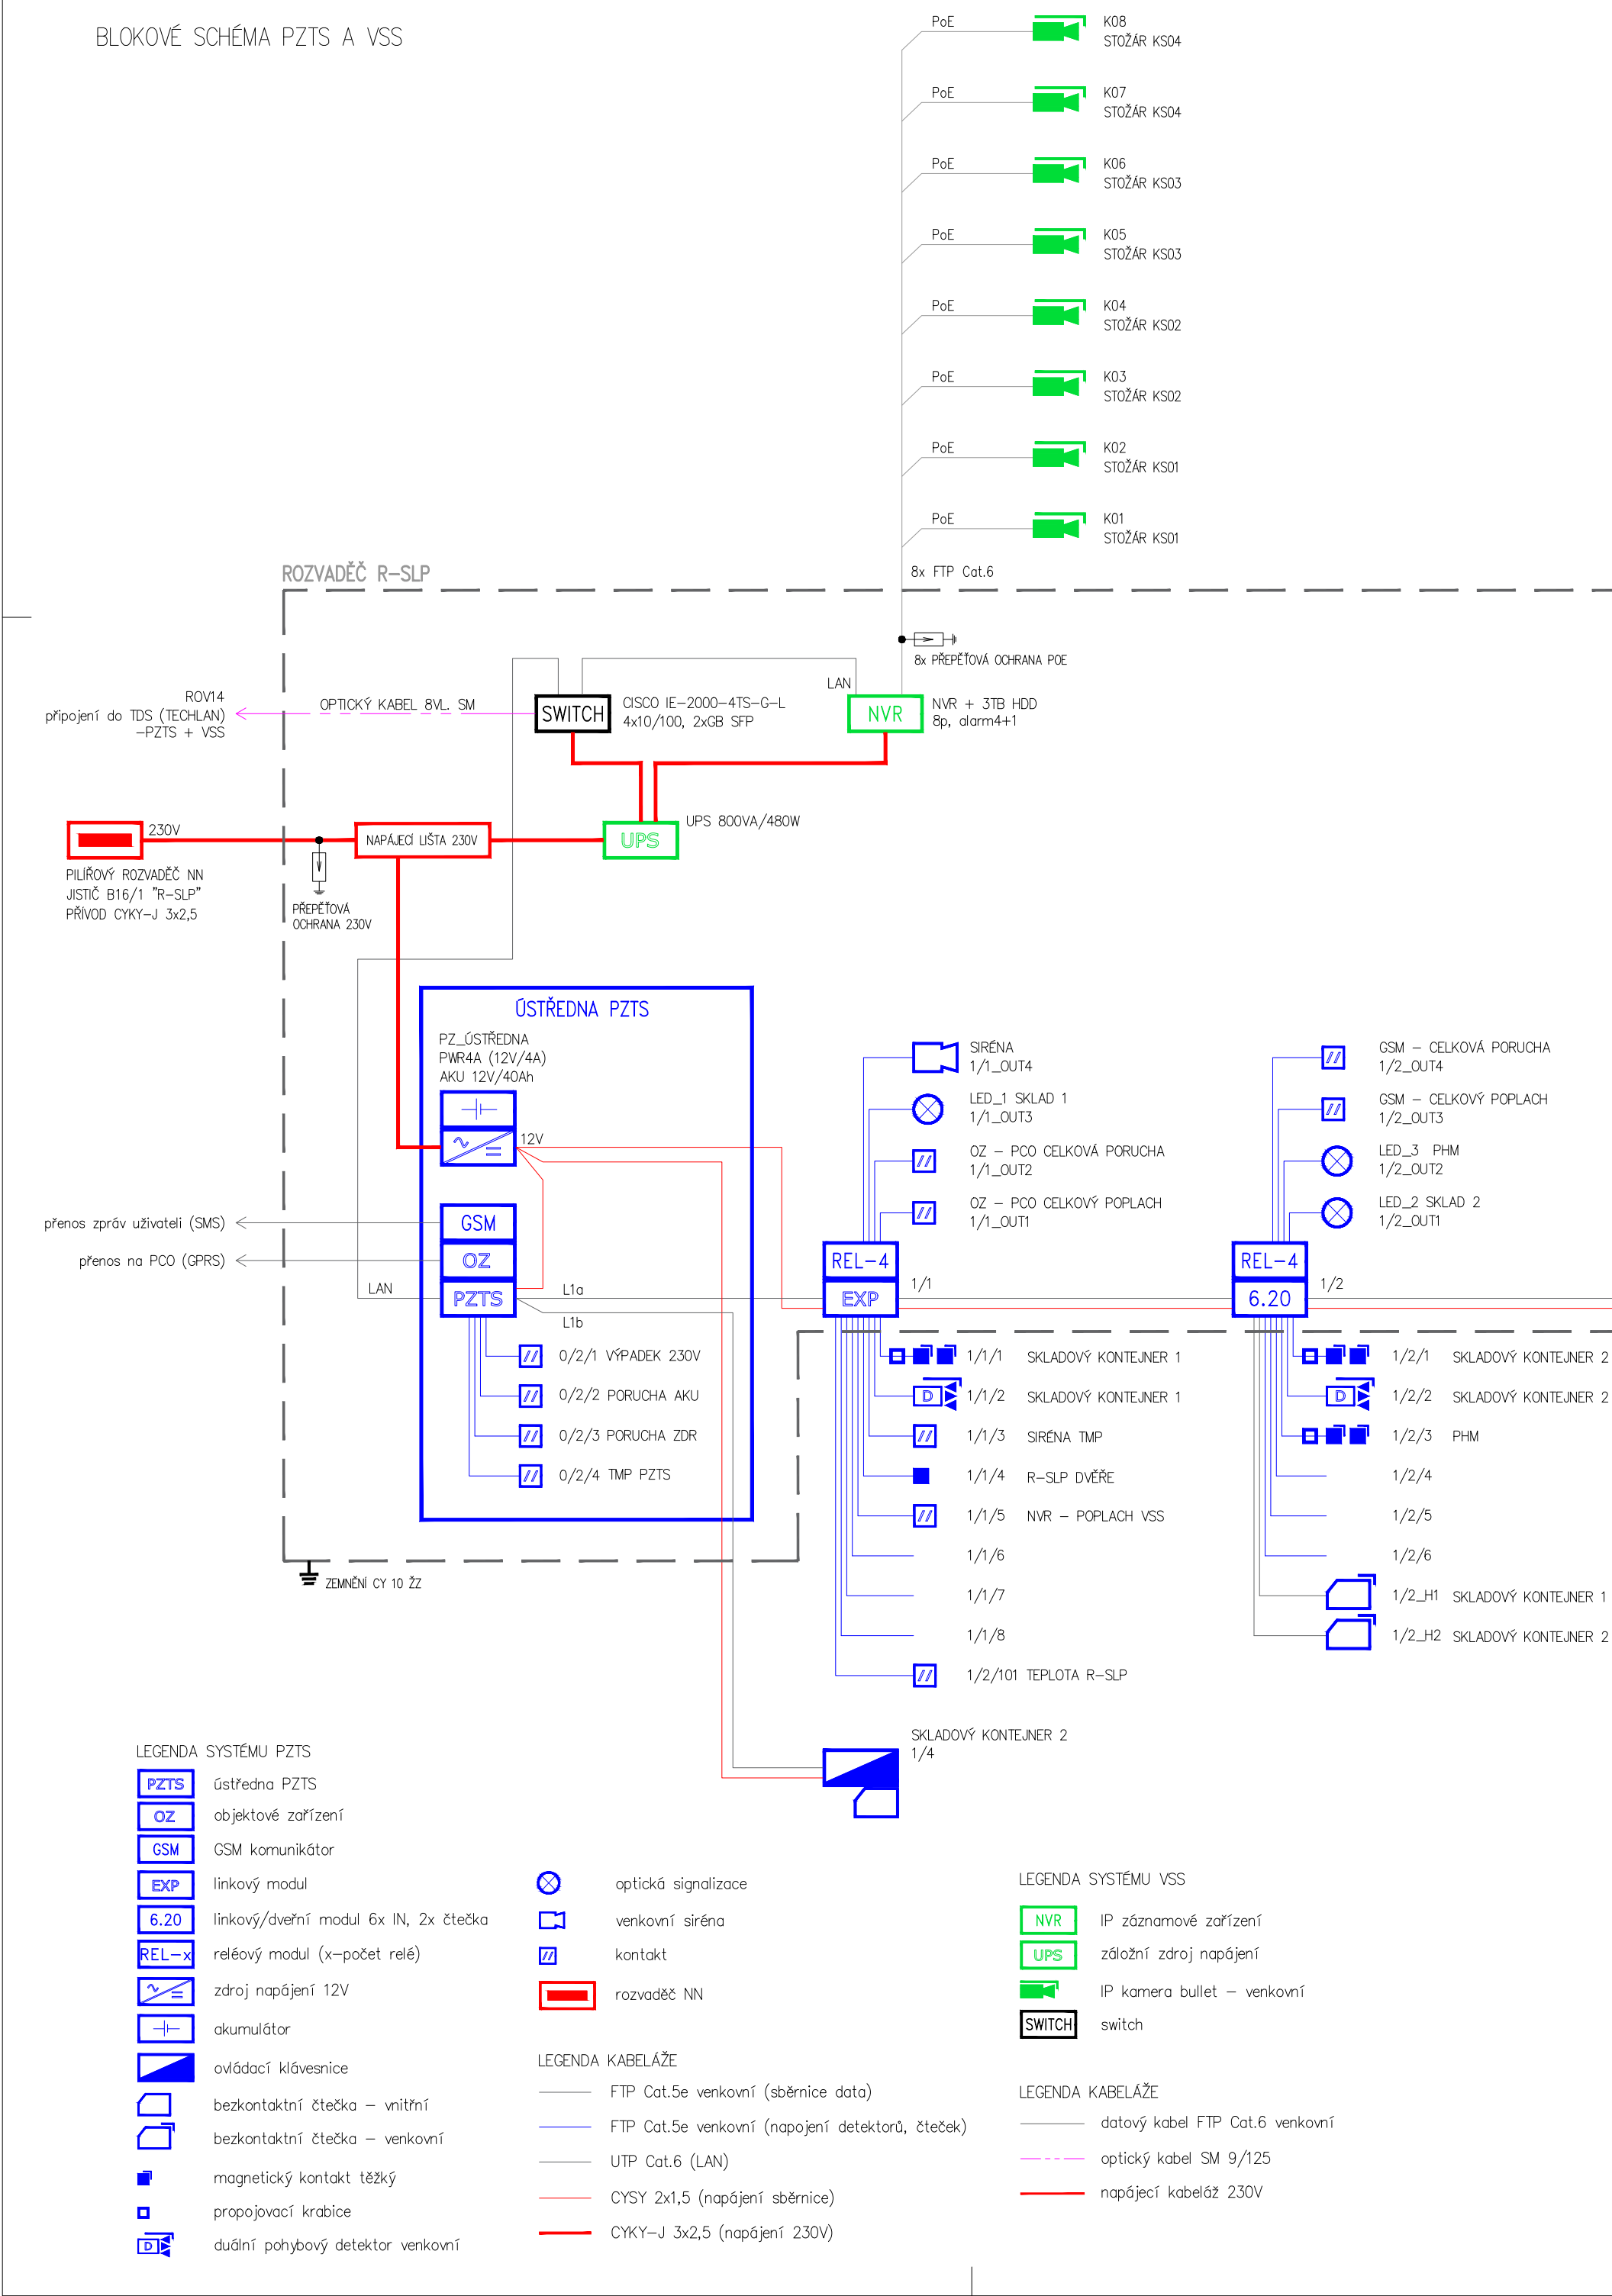 BLOKOVÉ SCHÉMA PZTS A VSS
PoE
K08
STOŽÁR KS04
PoE
K07
STOŽÁR KS04
PoE
K06
STOŽÁR KS03
PoE
K05
STOŽÁR KS03
PoE
K04
STOŽÁR KS02
PoE
K03
STOŽÁR KS02
PoE
K02
STOŽÁR KS01
PoE
K01
STOŽÁR KS01
8x FTP Cat.6
ROZVADĚČ R-SLP
8x PŘEPĚŤOVÁ OCHRANA POE
LAN
ROV14
připojení do TDS (TECHLAN)
-PZTS + VSS
OPTICKÝ KABEL 8VL. SM
SWITCH
CISCO IE-2000-4TS-G-L
4x10/100, 2xGB SFP
NVR
NVR + 3TB HDD
8p, alarm4+1
230V
NAPÁJECÍ LIŠTA 230V
UPS
UPS 800VA/480W
PILÍŘOVÝ ROZVADĚČ NN
JISTIČ B16/1 "R-SLP"
PŘÍVOD CYKY-J 3x2,5
PŘEPĚŤOVÁ
OCHRANA 230V
ÚSTŘEDNA PZTS
PZ_ÚSTŘEDNA
PWR4A (12V/4A)
AKU 12V/40Ah
12V
GSM
přenos zpráv uživateli (SMS)
OZ
přenos na PCO (GPRS)
LAN
PZTS
L1a
L1b
0/2/1 VÝPADEK 230V
0/2/2 PORUCHA AKU
0/2/3 PORUCHA ZDR
0/2/4 TMP PZTS
SIRÉNA
1/1_OUT4
LED_1 SKLAD 1
1/1_OUT3
OZ - PCO CELKOVÁ PORUCHA
1/1_OUT2
OZ - PCO CELKOVÝ POPLACH
1/1_OUT1
REL-4
EXP
1/1
GSM - CELKOVÁ PORUCHA
1/2_OUT4
GSM - CELKOVÝ POPLACH
1/2_OUT3
LED_3 PHM
1/2_OUT2
LED_2 SKLAD 2
1/2_OUT1
REL-4
6.20
1/2
1/1/1 SKLADOVÝ KONTEJNER 1
D
1/1/2 SKLADOVÝ KONTEJNER 1
1/1/3 SIRÉNA TMP
1/1/4 R-SLP DVĚŘE
1/1/5 NVR - POPLACH VSS
1/1/6
1/1/7
1/1/8
1/2/101 TEPLOTA R-SLP
1/2/1 SKLADOVÝ KONTEJNER 2
D
1/2/2 SKLADOVÝ KONTEJNER 2
1/2/3 PHM
1/2/4
1/2/5
1/2/6
1/2_H1 SKLADOVÝ KONTEJNER 1
1/2_H2 SKLADOVÝ KONTEJNER 2
ZEMNĚNÍ CY 10 ŽZ
SKLADOVÝ KONTEJNER 2
1/4
LEGENDA SYSTÉMU PZTS
PZTS ústředna PZTS
OZ objektové zařízení
GSM GSM komunikátor
EXP linkový modul
6.20 linkový/dveřní modul 6x IN, 2x čtečka
REL-x reléový modul (x-počet relé)
zdroj napájení 12V
akumulátor
ovládací klávesnice
bezkontaktní čtečka - vnitřní
bezkontaktní čtečka - venkovní
magnetický kontakt těžký
propojovací krabice
D duální pohybový detektor venkovní
optická signalizace
venkovní siréna
kontakt
rozvaděč NN
LEGENDA KABELÁŽE
FTP Cat.5e venkovní (sběrnice data)
FTP Cat.5e venkovní (napojení detektorů, čteček)
UTP Cat.6 (LAN)
CYSY 2x1,5 (napájení sběrnice)
CYKY-J 3x2,5 (napájení 230V)
LEGENDA SYSTÉMU VSS
NVR IP záznamové zařízení
UPS záložní zdroj napájení
IP kamera bullet - venkovní
SWITCH switch
LEGENDA KABELÁŽE
datový kabel FTP Cat.6 venkovní
optický kabel SM 9/125
napájecí kabeláž 230V